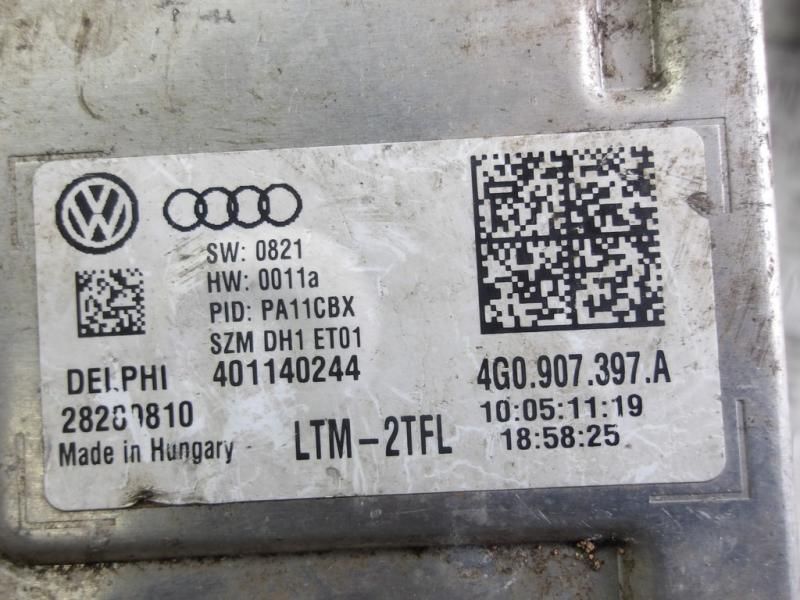 SW: 0821
HW: 0011a
PID: PA11CBX
SZM DH1 ET01
DELPHI 401140244
4G0.907.397.A
10:05:11:19
18:58:25
LTM-2TFL
Made in Hungary